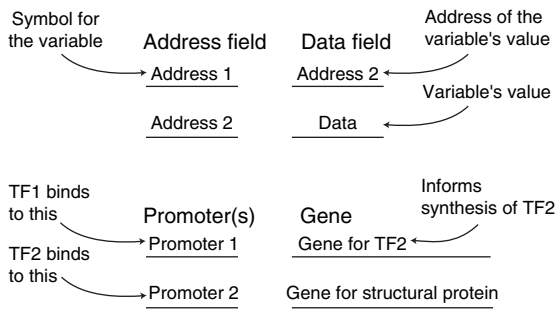 Symbol for
the variable
Address field
Data field
Address of the
variable's value
Address 1
Address 2
Variable's value
Address 2
Data
TF1 binds
to this
Promoter(s)
Gene
Informs
synthesis of TF2
Promoter 1
Gene for TF2
TF2 binds
to this
Promoter 2
Gene for structural protein